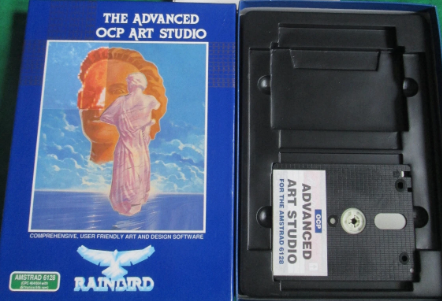 THE ADVANCED
OCP ART STUDIO
COMPREHENSIVE, USER FRIENDLY ART AND DESIGN SOFTWARE
AMSTRAD 6128
RAINBIRD
OCP
ADVANCED
ART STUDIO
FOR THE AMSTRAD 6128